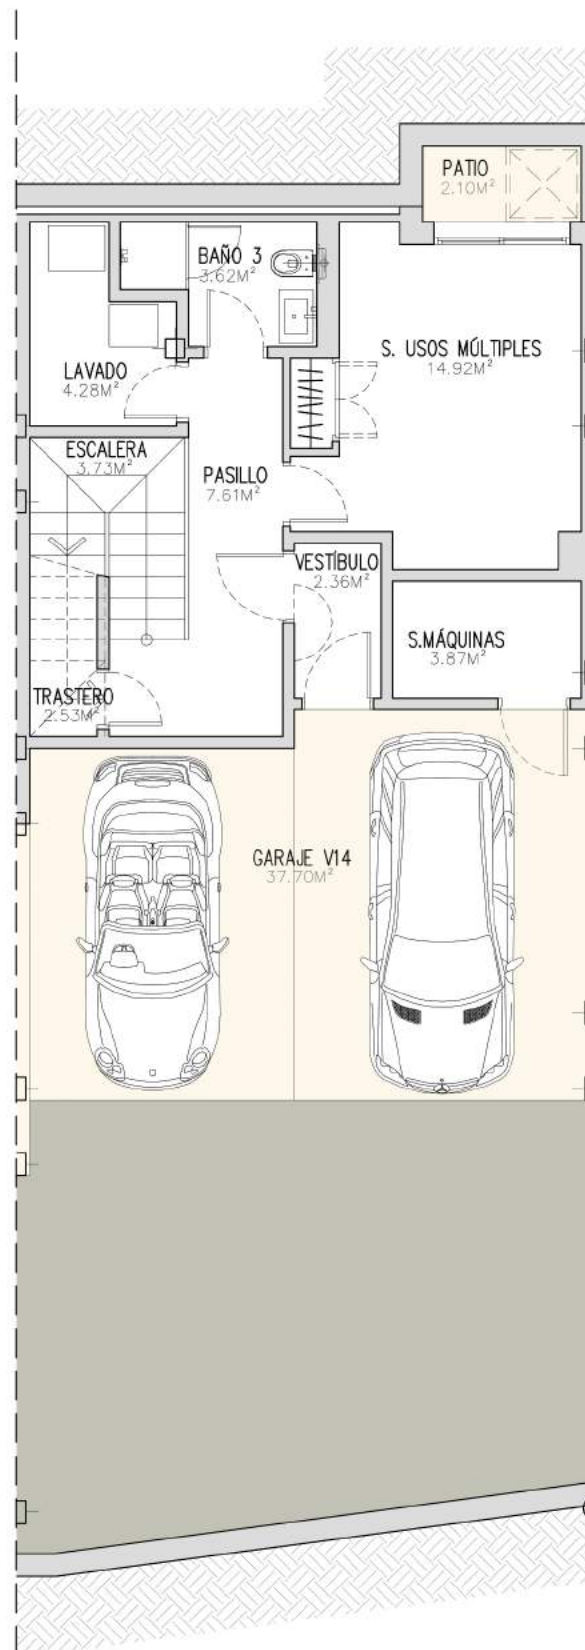 PATIO
2.10M²
BAÑO 3
3.62M²
S. USOS MÚLTIPLES
14.92M²
LAVADO
4.28M²
ESCALERA
3.73M²
PASILLO
7.61M²
VESTÍBULO
2.36M²
S.MÁQUINAS
3.87M²
TRASTERO
2.53M²
GARAJE V14
37.70M²